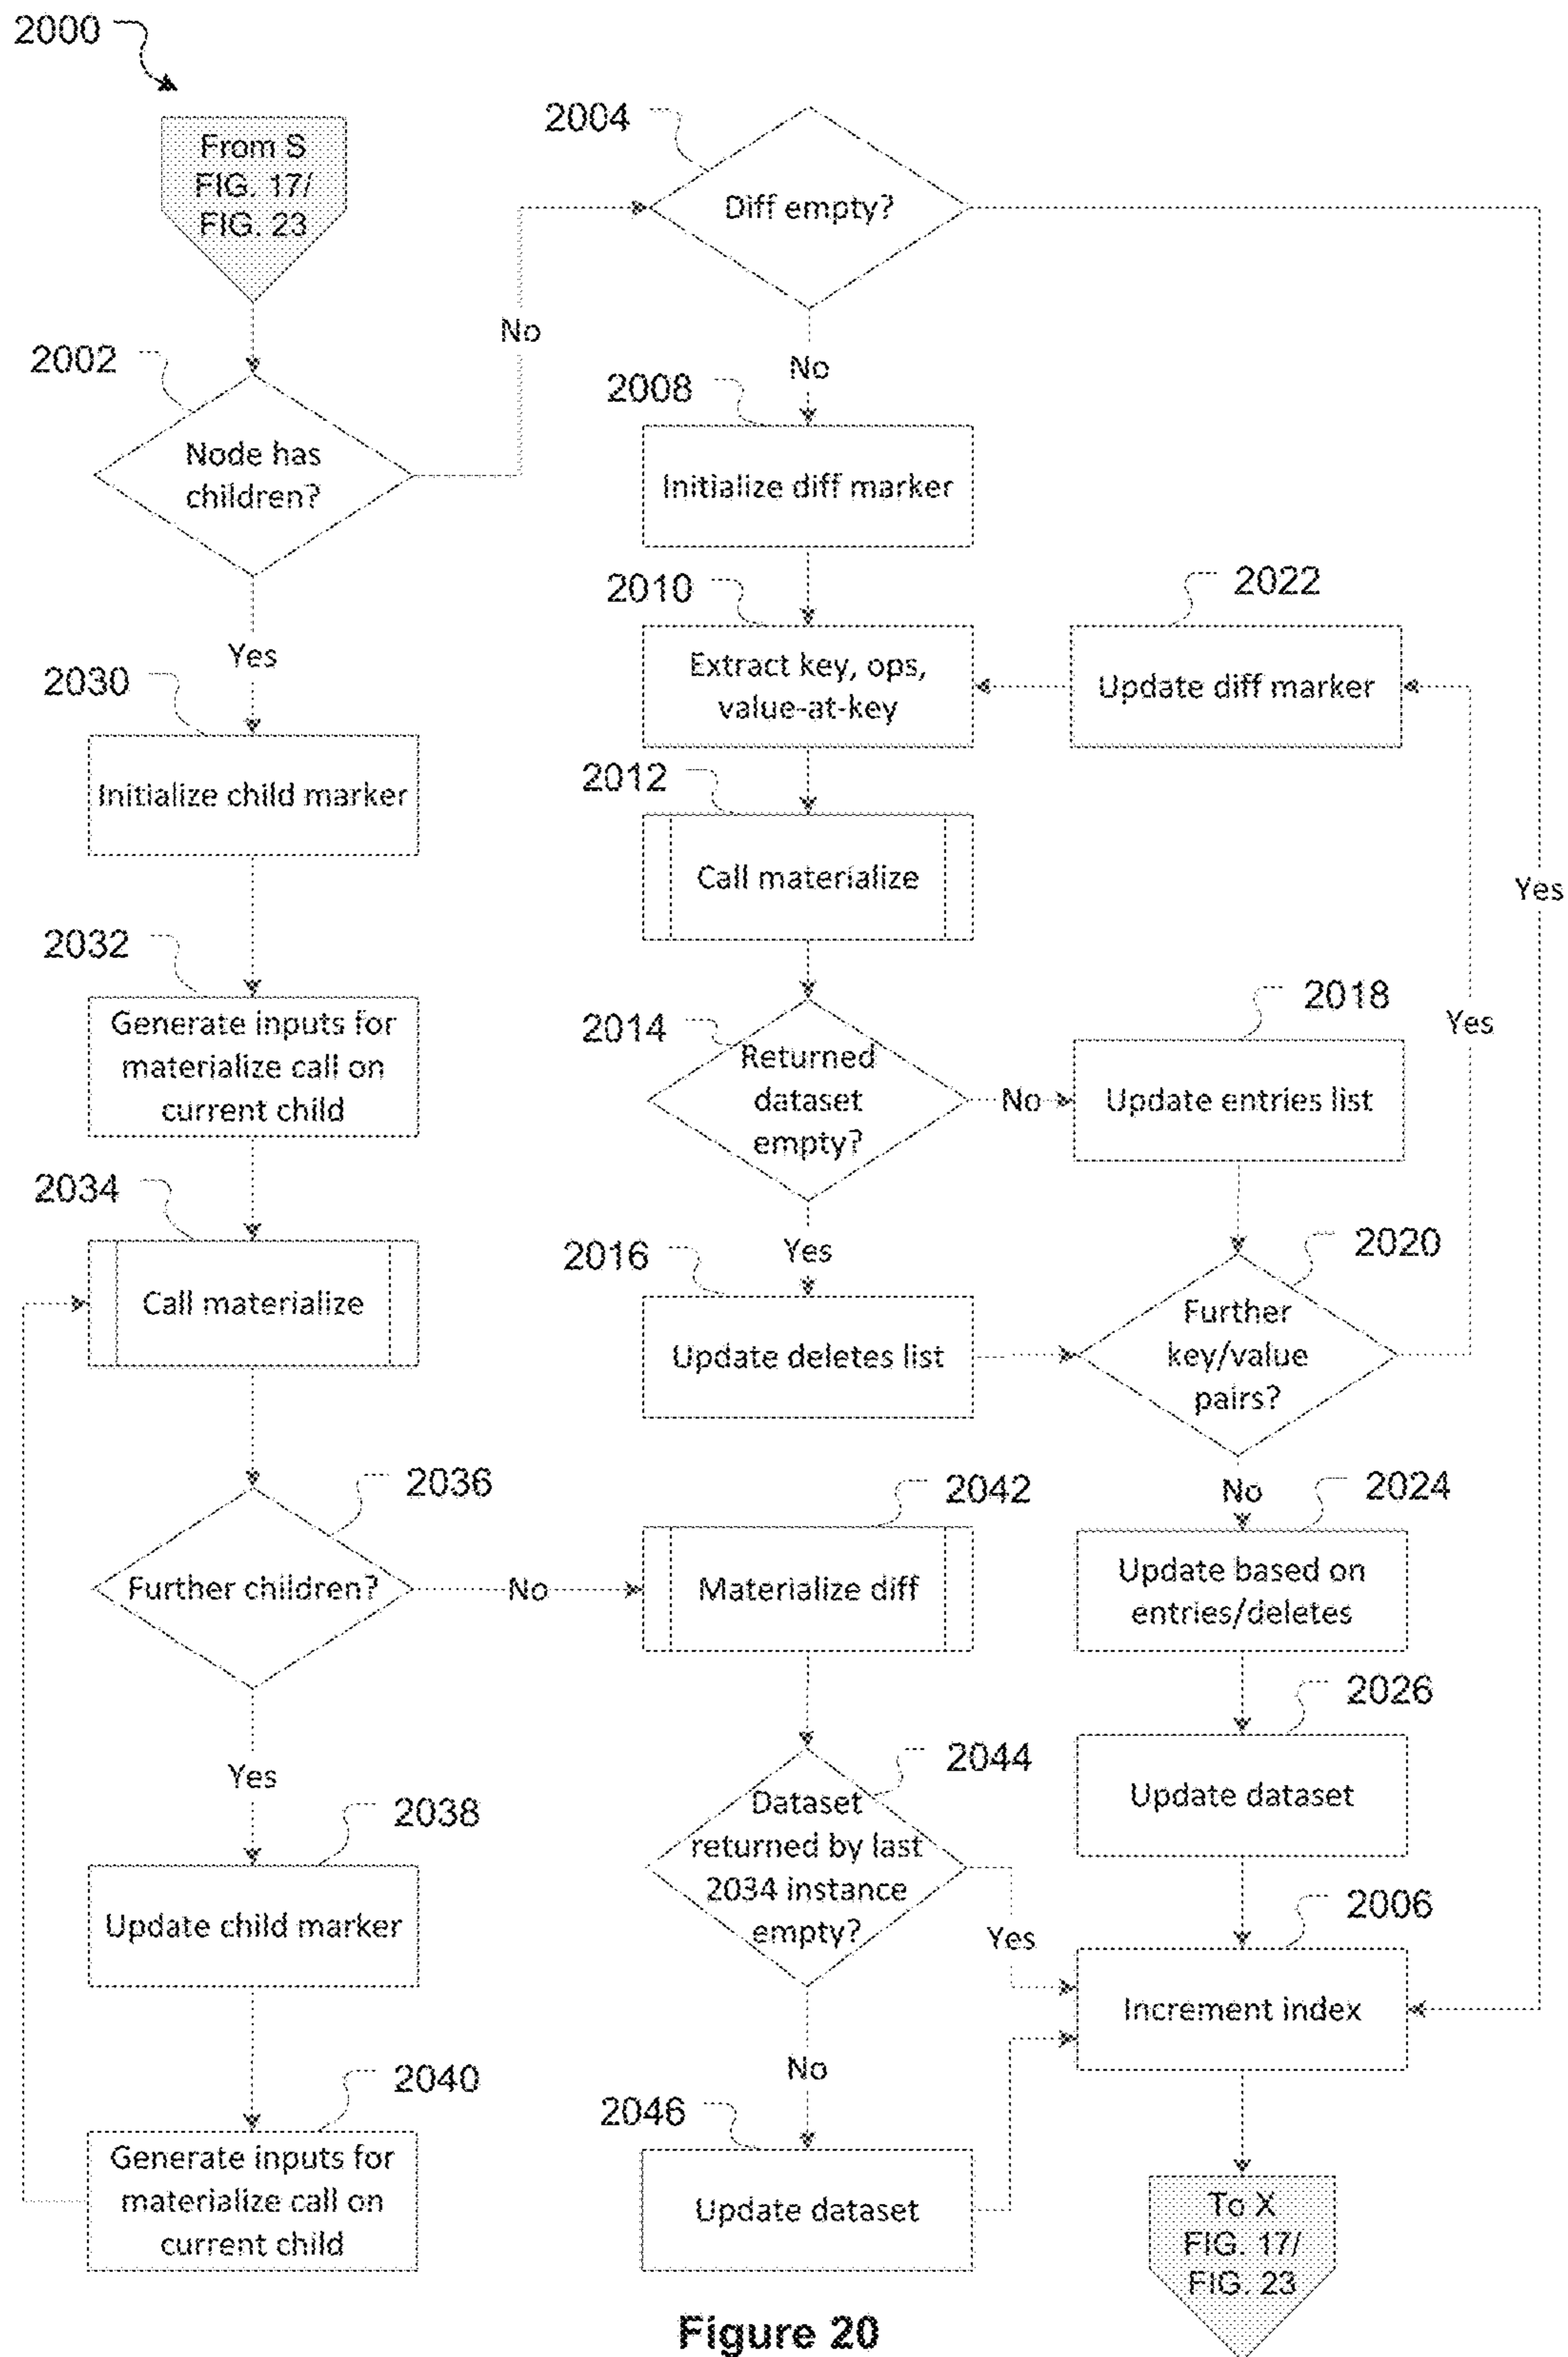 2000
From S
FIG. 17/
FIG. 23
2004
Diff empty?
No
2002
Node has
children?
No
2008
Initialize diff marker
2010
Extract key, ops,
value-at-key
2022
Update diff marker
Yes
2030
Initialize child marker
2012
Call materialize
Yes
2032
Generate inputs for
materialize call on
current child
2014
Returned
dataset
empty?
No
2018
Update entries list
Yes
2034
Call materialize
2016
Yes
Update deletes list
2020
Further
key/value
pairs?
2036
Further children?
No
2042
Materialize diff
No
2024
Update based on
entries/deletes
2026
Update dataset
Yes
2038
Update child marker
2044
Dataset
returned by last
2034 instance
empty?
Yes
2006
Increment index
No
2040
Generate inputs for
materialize call on
current child
2046
Update dataset
To X
FIG. 17/
FIG. 23
Figure 20